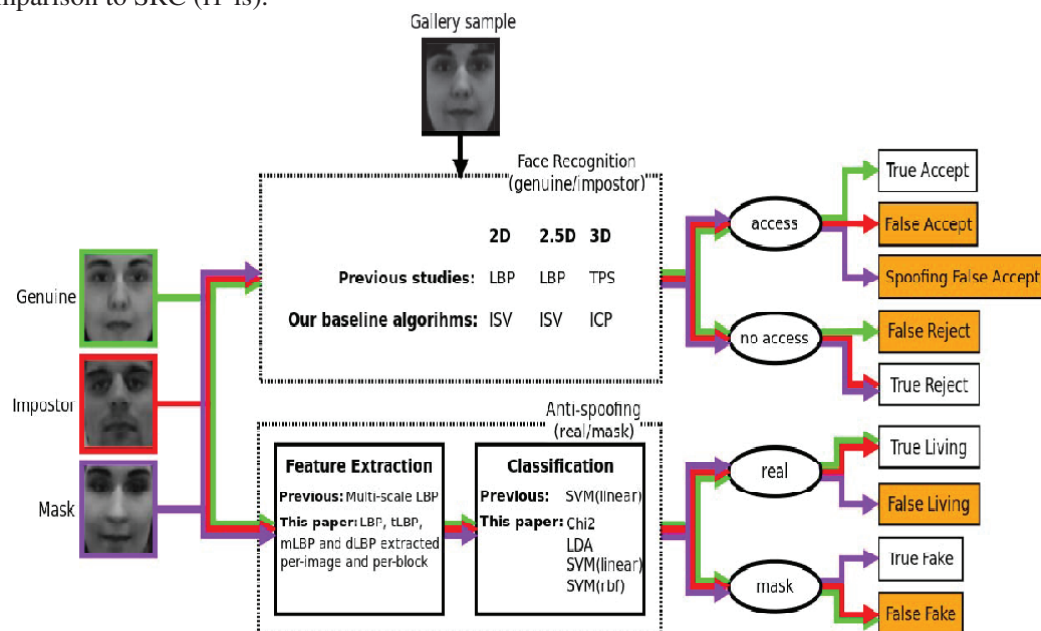 mparison to SRC (fPIs).
Gallery sample
Face Recognition
(genuine/impostor)
2D 2.5D 3D
Previous studies: LBP LBP TPS
Our baseline algorihms: ISV ISV ICP
Genuine
Impostor
Mask
Anti-spoofing
(real/mask)
Feature Extraction
Previous: Multi-scale LBP
This paper: LBP, tLBP,
mLBP and dLBP extracted
per-image and per-block
Classification
Previous: SVM(linear)
This paper: Chi2
LDA
SVM(linear)
SVM(rbf)
access
no access
real
mask
True Accept
False Accept
Spoofing False Accept
False Reject
True Reject
True Living
False Living
True Fake
False Fake